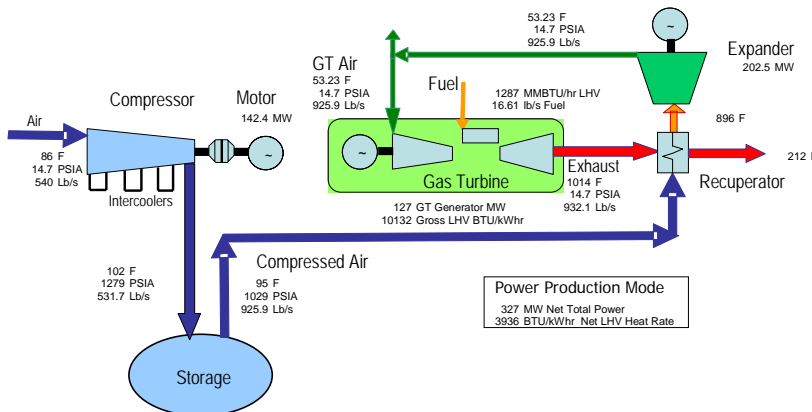 53.23 F
14.7 PSIA
925.9 Lb/s
~
Expander
202.5 MW
GT Air
53.23 F
14.7 PSIA
925.9 Lb/s
Fuel
1287 MMBTU/hr LHV
16.61 lb/s Fuel
Compressor
Motor
142.4 MW
Air
86 F
14.7 PSIA
540 Lb/s
~
Intercoolers
~
Gas Turbine
896 F
212
Exhaust
1014 F
14.7 PSIA
932.1 Lb/s
Recuperator
127 GT Generator MW
10132 Gross LHV BTU/kWhr
Compressed Air
102 F
1279 PSIA
531.7 Lb/s
95 F
1029 PSIA
925.9 Lb/s
Power Production Mode
327 MW Net Total Power
3936 BTU/kWhr Net LHV Heat Rate
Storage